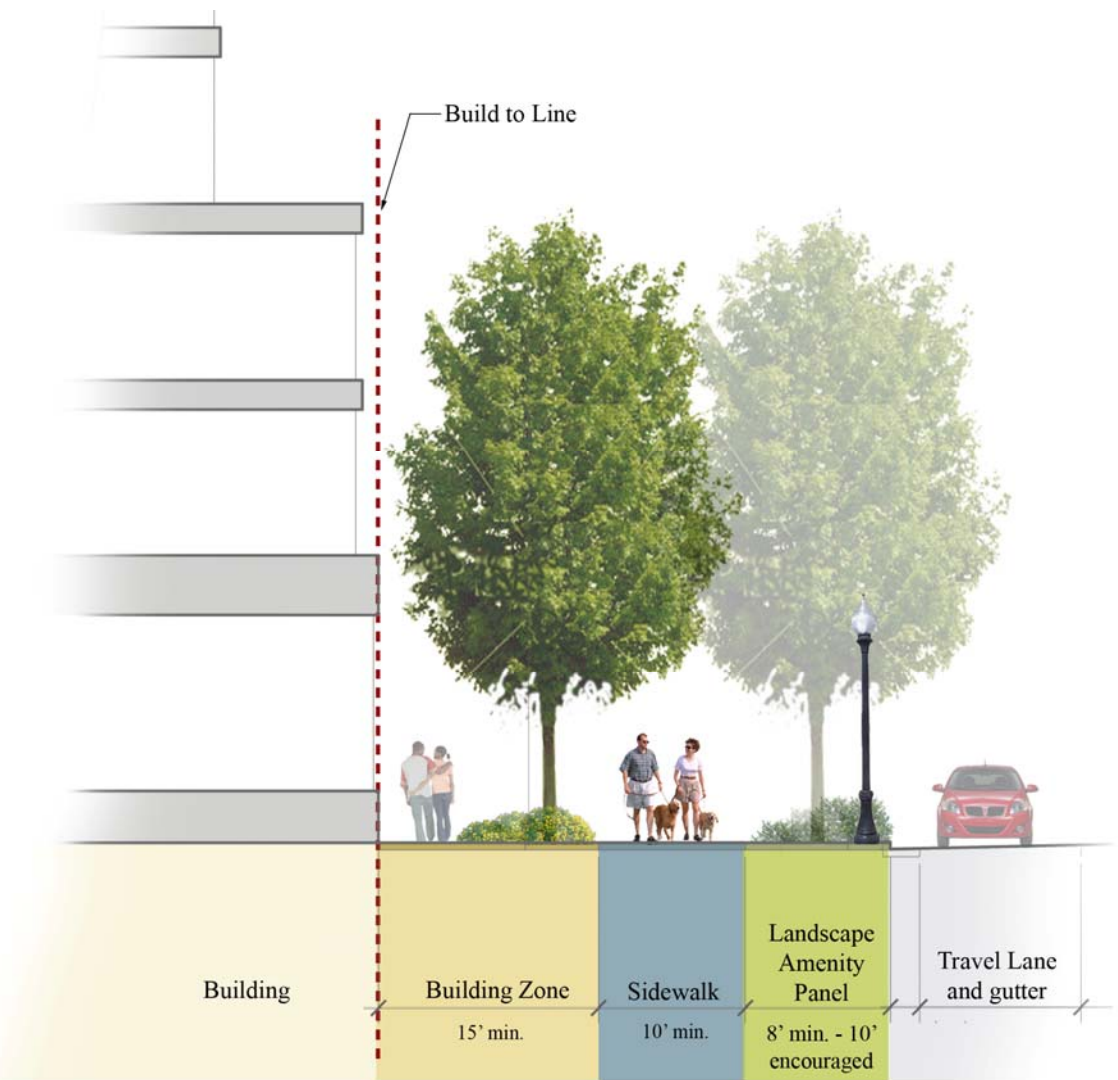 Build to Line
Building
Building Zone
15' min.
Sidewalk
10' min.
Landscape
Amenity
Panel
8' min. - 10'
encouraged
Travel Lane
and gutter